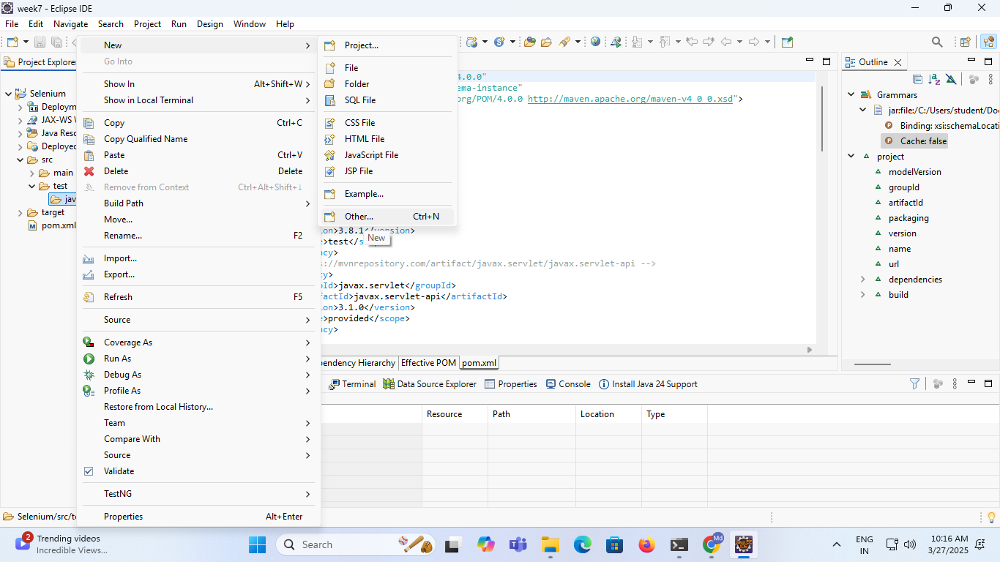 week7 - Eclipse IDE
File Edit Navigate Search Project Run Design Window Help
Project Explorer
Selenium
Deploym
JAX-WS W
Java Reso
Deployed
src
main
test
jav
target
pom.xml
New
Go Into
Show In Alt+Shift+W
Show in Local Terminal
Copy Ctrl+C
Copy Qualified Name
Paste Ctrl+V
Delete Delete
Remove from Context Ctrl+Alt+Shift+↓
Build Path
Move...
Rename... F2
Import...
Export...
Refresh F5
Source
Coverage As
Run As
Debug As
Profile As
Restore from Local History...
Team
Compare With
Source
Validate
TestNG
Properties Alt+Enter
Project...
File
Folder
SQL File
CSS File
HTML File
JavaScript File
JSP File
Example...
Other... Ctrl+N
New
4.0.0"
ema-instance"
org/POM/4.0.0 http://maven.apache.org/maven-v4_0_0.xsd">
on>3.8.1</version>
>test</s
cy>
s://mvnrepository.com/artifact/javax.servlet/javax.servlet-api -->
y>
pId>javax.servlet</groupId>
factId>javax.servlet-api</artifactId>
on>3.1.0</version>
>provided</scope>
cy>
pendency Hierarchy Effective POM pom.xml
Terminal Data Source Explorer Properties Console Install Java 24 Support
Resource Path Location Type
Outline
Grammars
jar:file:/C:/Users/student/Do
Binding: xsi:schemaLocati
Cache: false
project
modelVersion
groupId
artifactId
packaging
version
name
url
dependencies
build
Selenium/src/te
2
Trending videos
Incredible Views...
Search
Md
ENG
IN
10:16 AM
3/27/2025